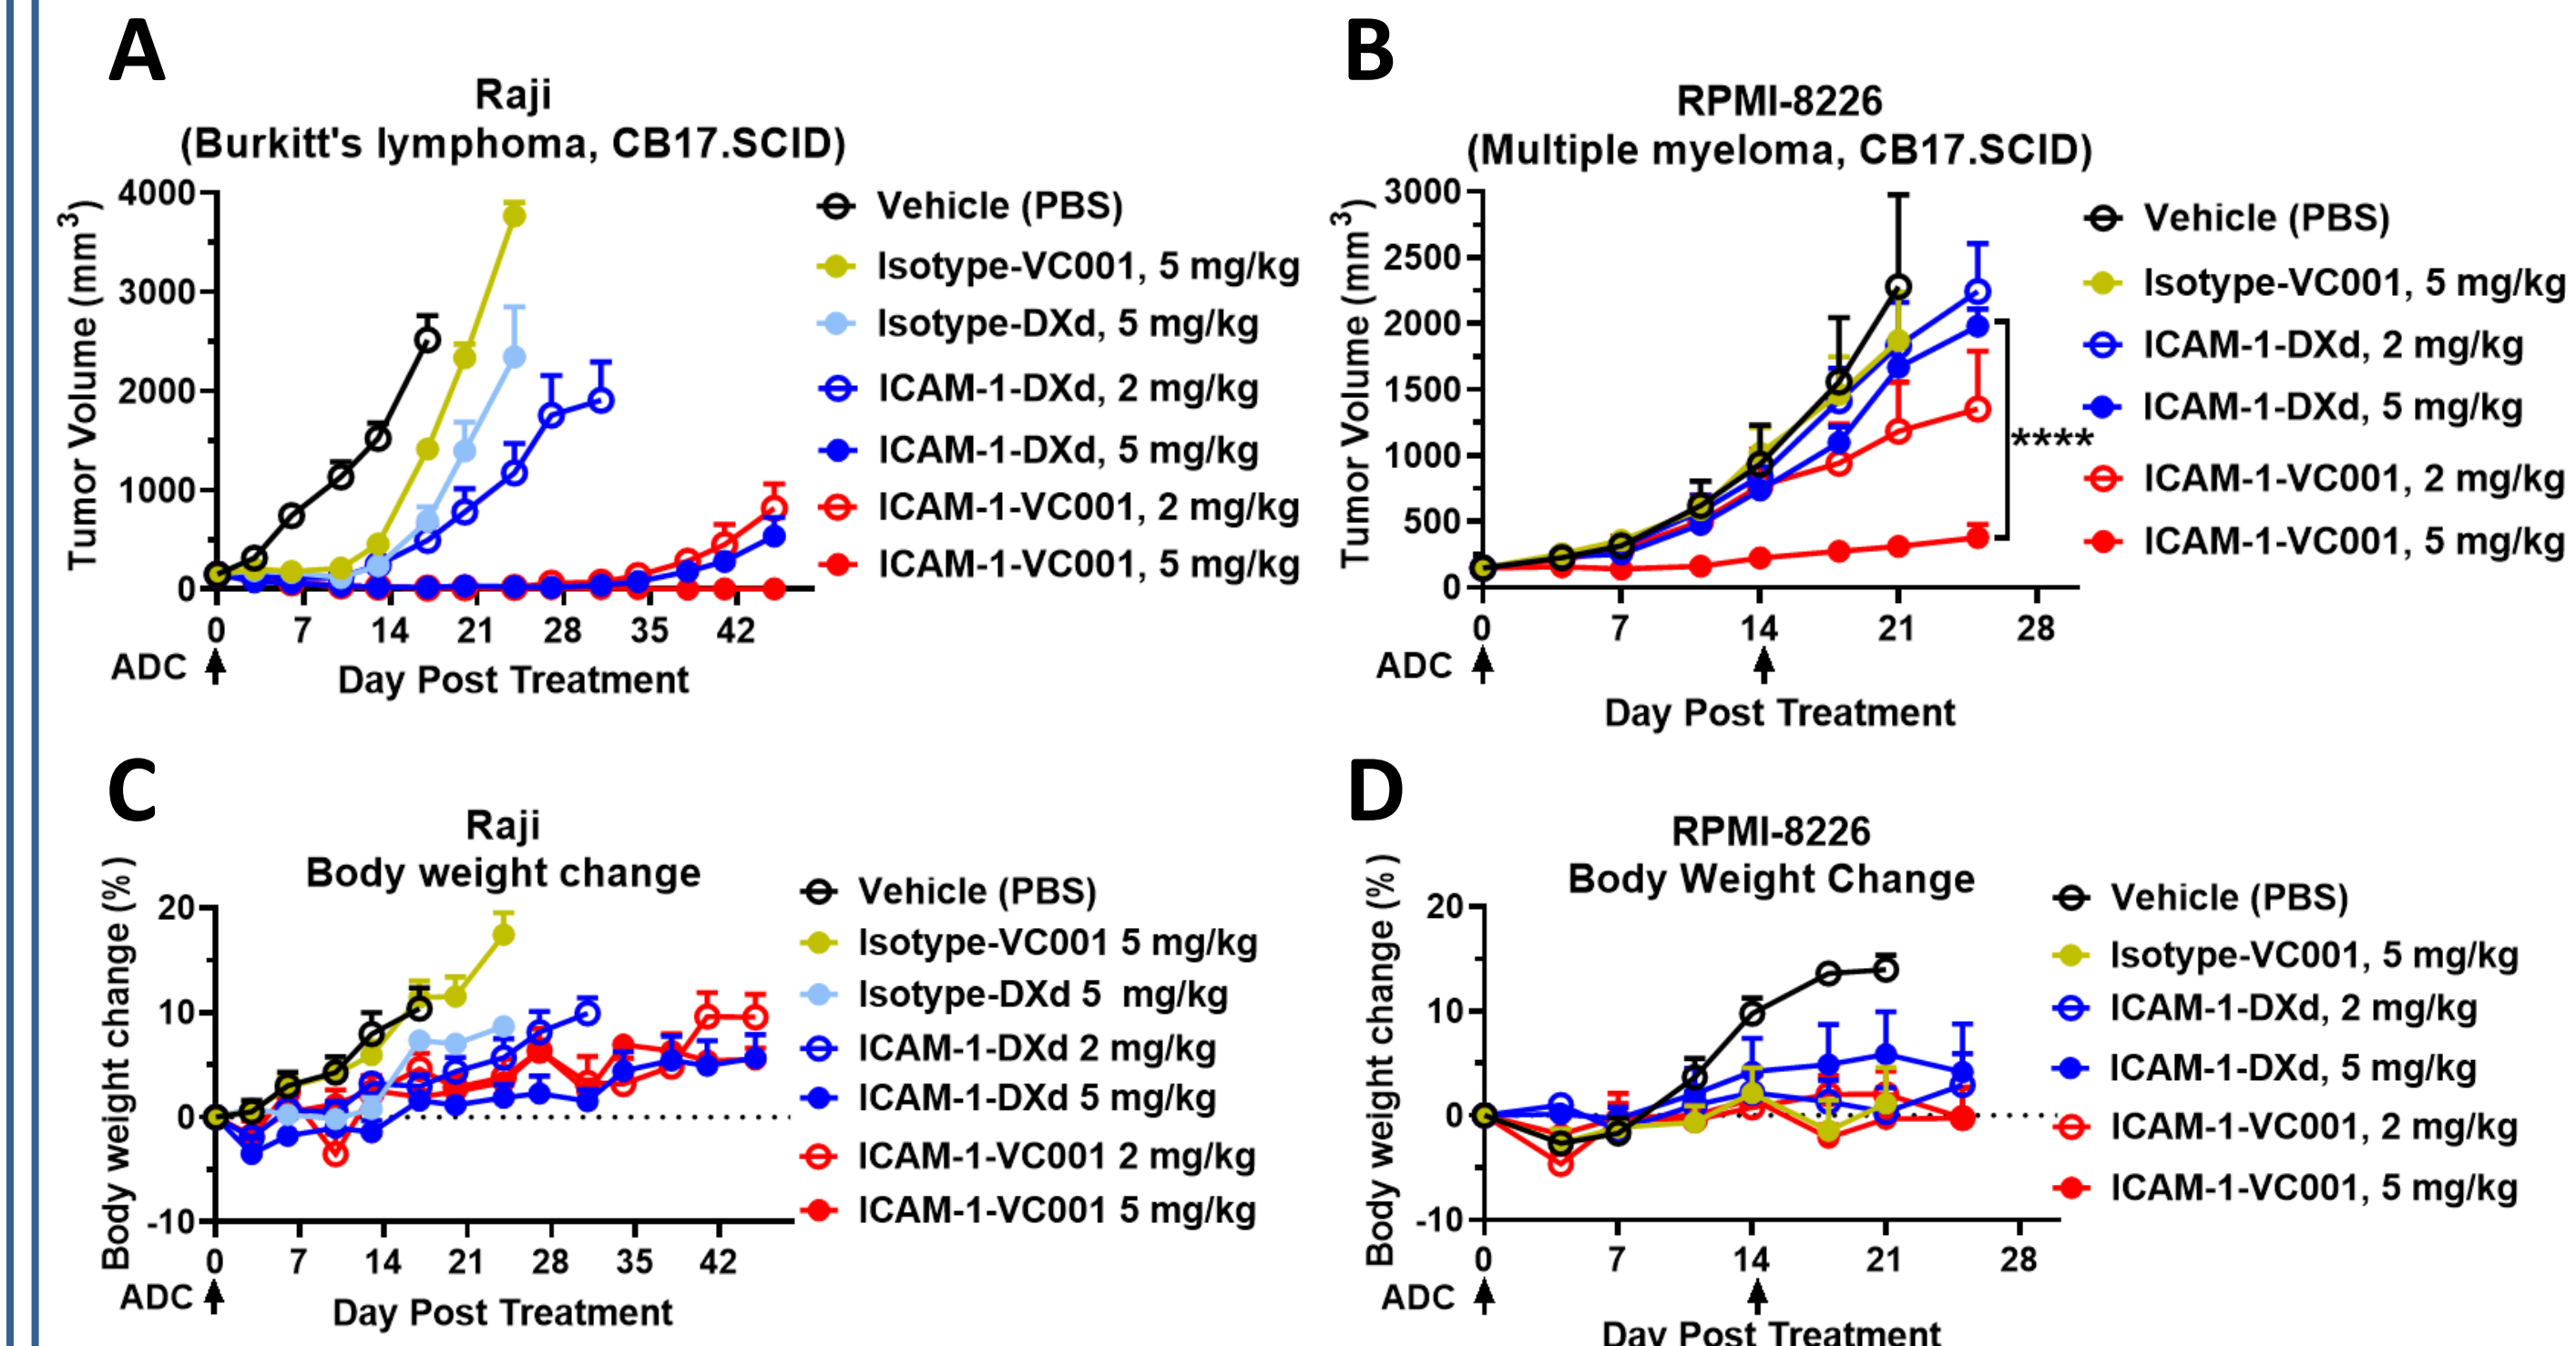 A
Raji
(Burkitt's lymphoma, CB17.SCID)
Tumor Volume (mm³)
4000
3000
2000
1000
0
0 7 14 21 28 35 42
ADC
Day Post Treatment
Vehicle (PBS)
Isotype-VC001, 5 mg/kg
Isotype-DXd, 5 mg/kg
ICAM-1-DXd, 2 mg/kg
ICAM-1-DXd, 5 mg/kg
ICAM-1-VC001, 2 mg/kg
ICAM-1-VC001, 5 mg/kg
B
RPMI-8226
(Multiple myeloma, CB17.SCID)
Tumor Volume (mm³)
3000
2500
2000
1500
1000
500
0
0 7 14 21 28
ADC
Day Post Treatment
****
Vehicle (PBS)
Isotype-VC001, 5 mg/kg
ICAM-1-DXd, 2 mg/kg
ICAM-1-DXd, 5 mg/kg
ICAM-1-VC001, 2 mg/kg
ICAM-1-VC001, 5 mg/kg
C
Raji
Body weight change
Body weight change (%)
20
10
0
-10
0 7 14 21 28 35 42
ADC
Day Post Treatment
Vehicle (PBS)
Isotype-VC001 5 mg/kg
Isotype-DXd 5 mg/kg
ICAM-1-DXd 2 mg/kg
ICAM-1-DXd 5 mg/kg
ICAM-1-VC001 2 mg/kg
ICAM-1-VC001 5 mg/kg
D
RPMI-8226
Body Weight Change
Body weight change (%)
20
10
0
-10
0 7 14 21 28
ADC
Day Post Treatment
Vehicle (PBS)
Isotype-VC001, 5 mg/kg
ICAM-1-DXd, 2 mg/kg
ICAM-1-DXd, 5 mg/kg
ICAM-1-VC001, 2 mg/kg
ICAM-1-VC001, 5 mg/kg